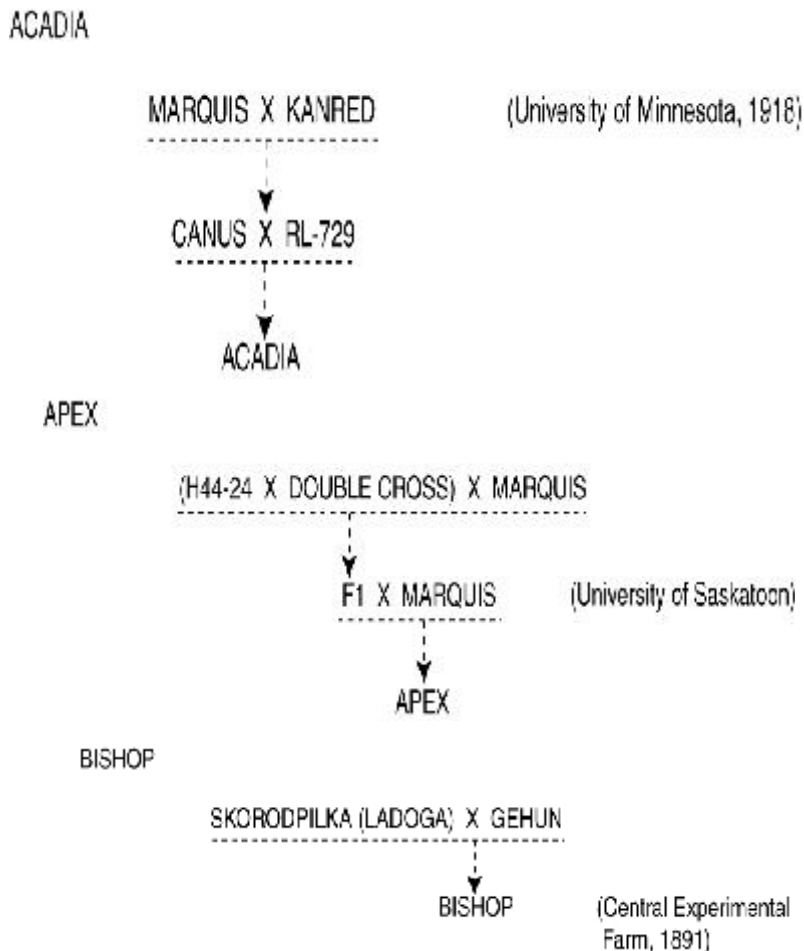 ACADIA
MARQUIS X KANRED (University of Minnesota, 1918)
CANUS X RL-729
ACADIA
APEX
(H44-24 X DOUBLE CROSS) X MARQUIS
F1 X MARQUIS (University of Saskatoon)
APEX
BISHOP
SKORODPILKA (LADOGA) X GEHUN
BISHOP (Central Experimental
Farm, 1891)